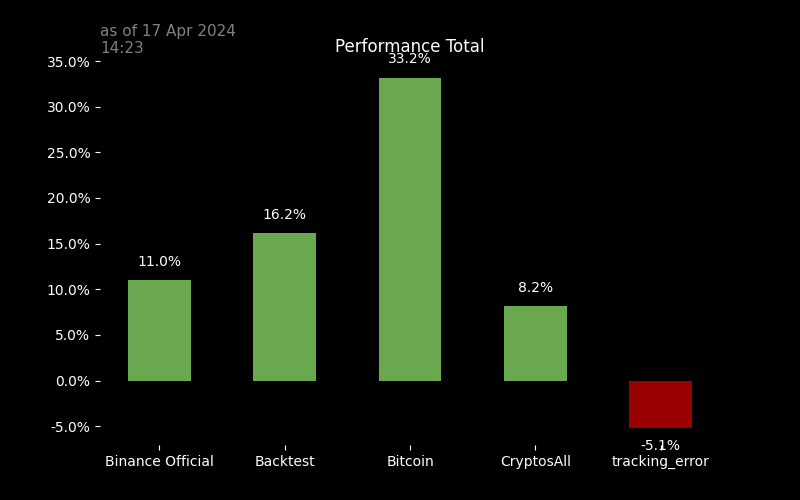 as of 17 Apr 2024
14:23
Performance Total
35.0%
30.0%
25.0%
20.0%
15.0%
10.0%
5.0%
0.0%
-5.0%
11.0%
16.2%
33.2%
8.2%
-5.1%
Binance Official
Backtest
Bitcoin
CryptosAll
tracking_error